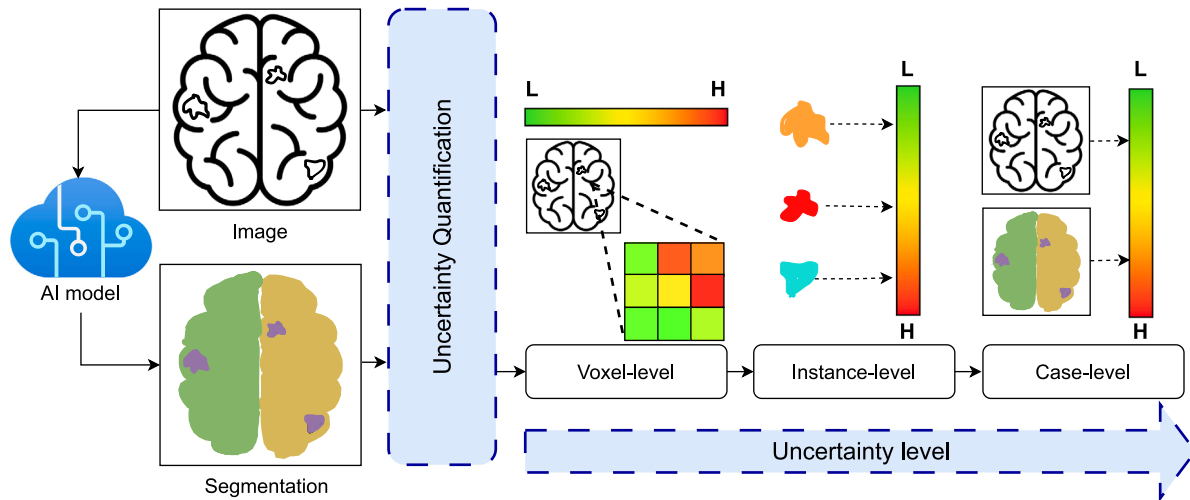 Image
AI model
Segmentation
Uncertainty Quantification
L
H
L
H
L
H
Voxel-level
Instance-level
Case-level
Uncertainty level